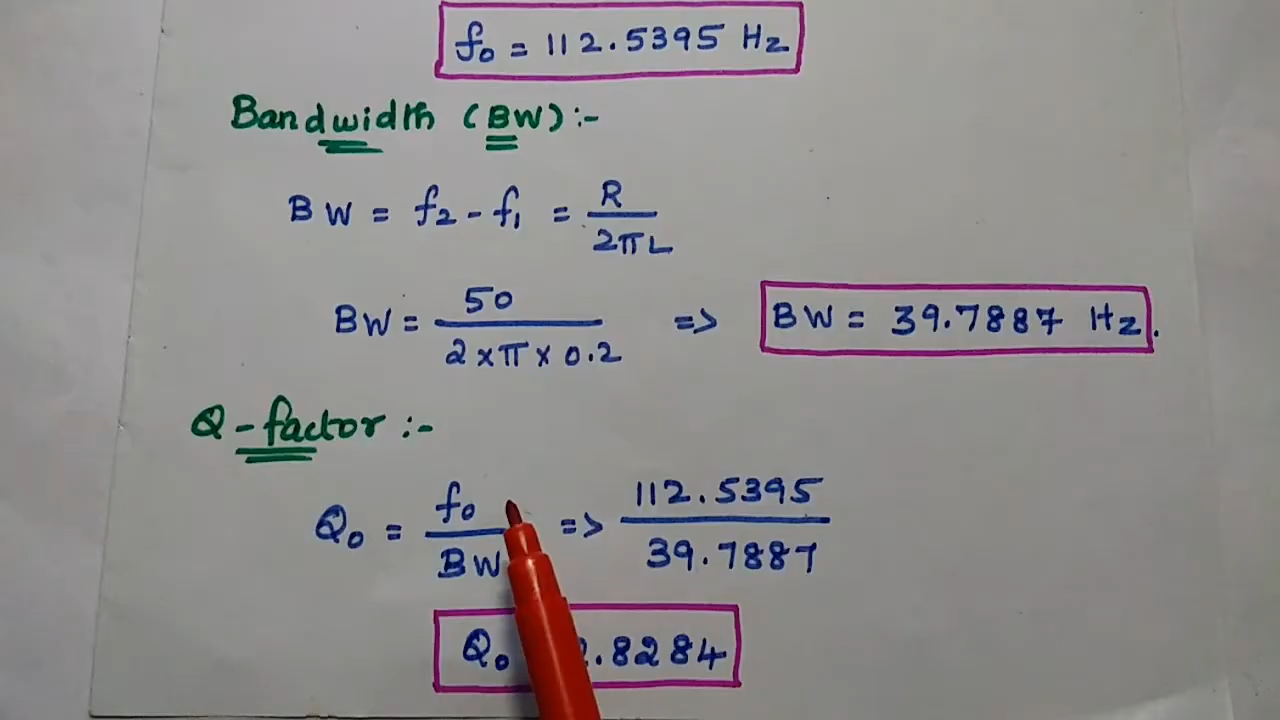 f₀ = 112.5395 Hz
Bandwidth (BW) :-
BW = f₂ - f₁ = R / 2πL
BW = 50 / 2 × π × 0.2 => BW = 39.7887 Hz.
Q-factor :-
Q₀ = f₀ / BW => 112.5395 / 39.7887
Q₀ .8284